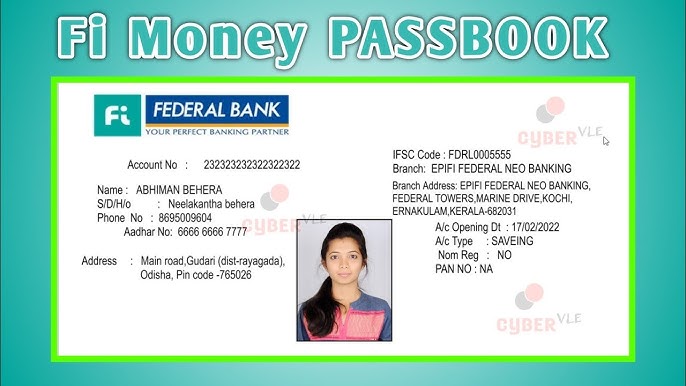 Fi Money PASSBOOK
Fi FEDERAL BANK
YOUR PERFECT BANKING PARTNER
CYBER VLE
Account No : 232323232322322322
IFSC Code : FDRL0005555
Branch: EPIFI FEDERAL NEO BANKING
Name : ABHIMAN BEHERA
S/D/H/o : Neelakantha behera
Phone No : 8695009604
Aadhar No: 6666 6666 7777
CYBER VLE
Branch Address: EPIFI FEDERAL NEO BANKING,
FEDERAL TOWERS,MARINE DRIVE,KOCHI,
ERNAKULAM,KERALA-682031
A/c Opening Dt : 17/02/2022
A/c Type : SAVEING
Nom Reg : NO
PAN NO : NA
Address : Main road,Gudari (dist-rayagada),
Odisha, Pin code -765026
CYBER VLE